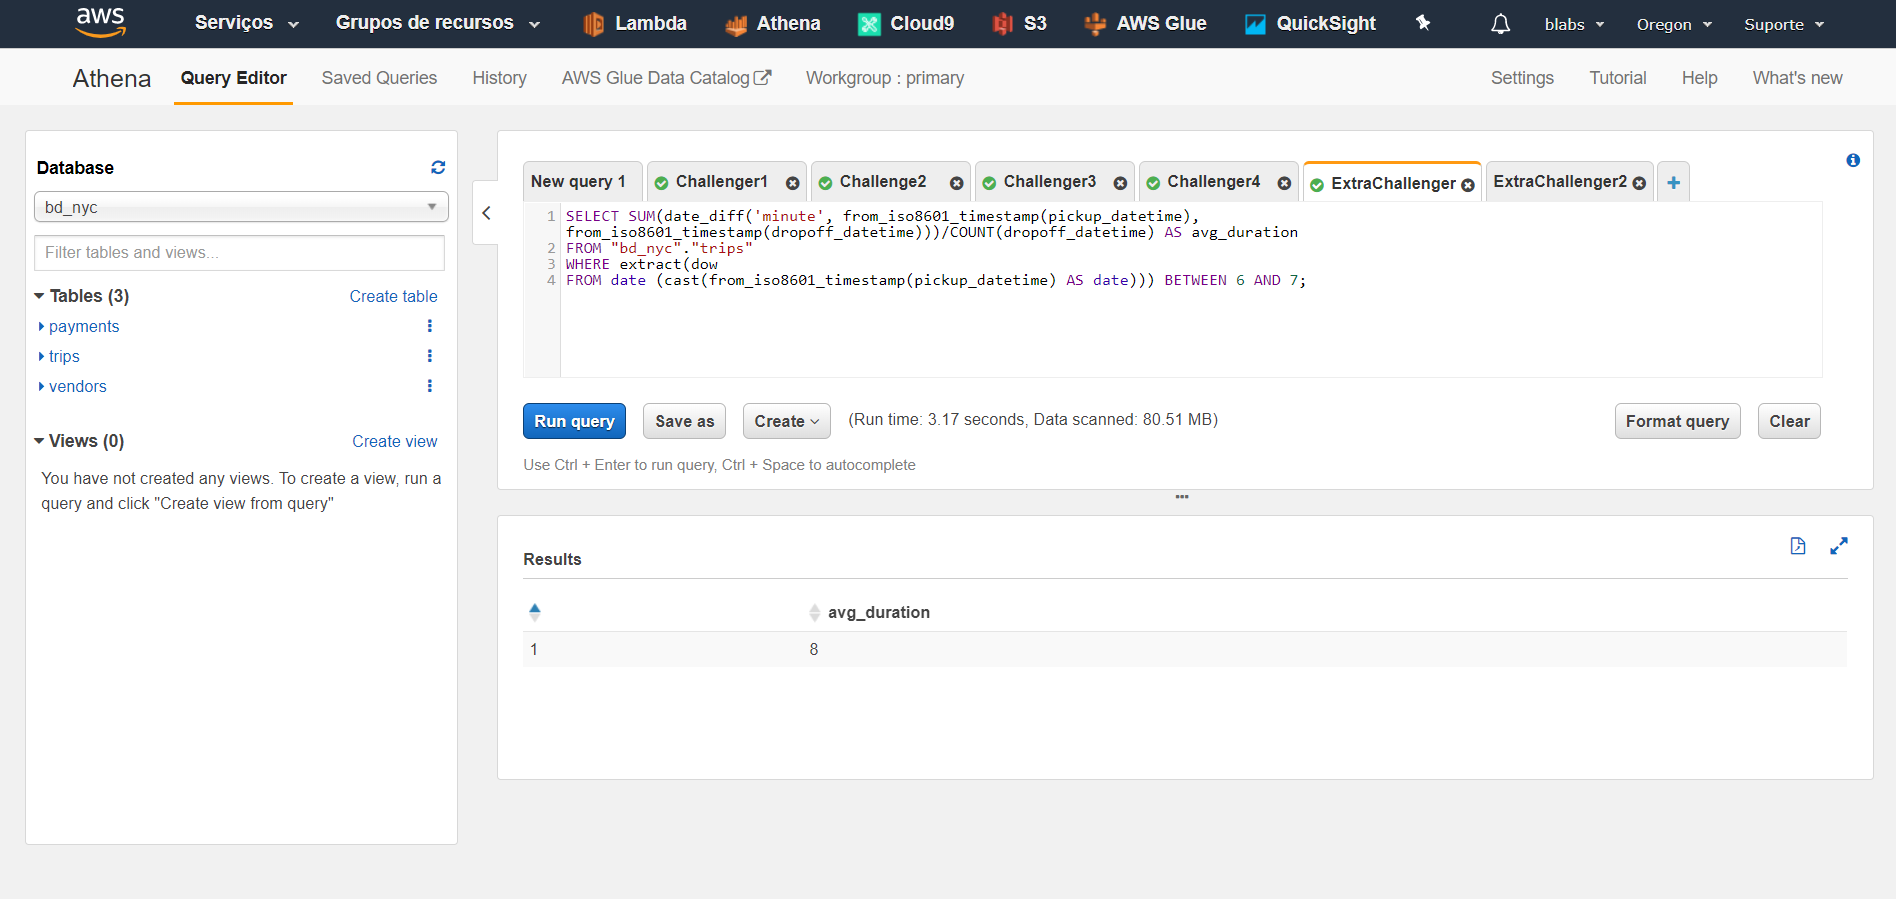 aws Serviços Grupos de recursos Lambda Athena Cloud9 S3 AWS Glue QuickSight blabs Oregon Suporte
Athena Query Editor Saved Queries History AWS Glue Data Catalog Workgroup : primary Settings Tutorial Help What's new
Database
bd_nyc
Filter tables and views...
Tables (3) Create table
payments
trips
vendors
Views (0) Create view
You have not created any views. To create a view, run a
query and click "Create view from query"
New query 1 Challenger1 Challenge2 Challenger3 Challenger4 ExtraChallenger ExtraChallenger2
1 SELECT SUM(date_diff('minute', from_iso8601_timestamp(pickup_datetime),
from_iso8601_timestamp(dropoff_datetime)))/COUNT(dropoff_datetime) AS avg_duration
2 FROM "bd_nyc"."trips"
3 WHERE extract(dow
4 FROM date (cast(from_iso8601_timestamp(pickup_datetime) AS date))) BETWEEN 6 AND 7;
Run query Save as Create (Run time: 3.17 seconds, Data scanned: 80.51 MB) Format query Clear
Use Ctrl + Enter to run query, Ctrl + Space to autocomplete
Results
avg_duration
1 8